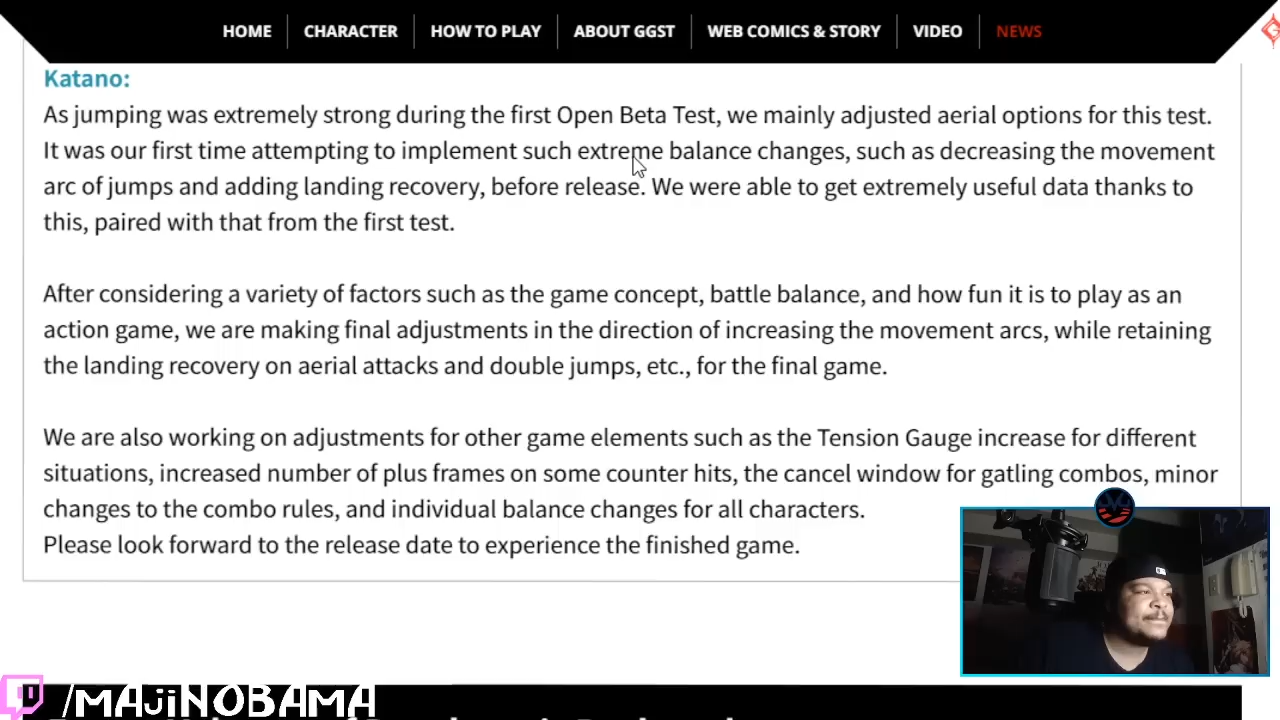 HOME CHARACTER HOW TO PLAY ABOUT GGST WEB COMICS & STORY VIDEO NEWS
Katano:
As jumping was extremely strong during the first Open Beta Test, we mainly adjusted aerial options for this test.
It was our first time attempting to implement such extreme balance changes, such as decreasing the movement
arc of jumps and adding landing recovery, before release. We were able to get extremely useful data thanks to
this, paired with that from the first test.
After considering a variety of factors such as the game concept, battle balance, and how fun it is to play as an
action game, we are making final adjustments in the direction of increasing the movement arcs, while retaining
the landing recovery on aerial attacks and double jumps, etc., for the final game.
We are also working on adjustments for other game elements such as the Tension Gauge increase for different
situations, increased number of plus frames on some counter hits, the cancel window for gatling combos, minor
changes to the combo rules, and individual balance changes for all characters.
Please look forward to the release date to experience the finished game.
/MAJiNOBAMA